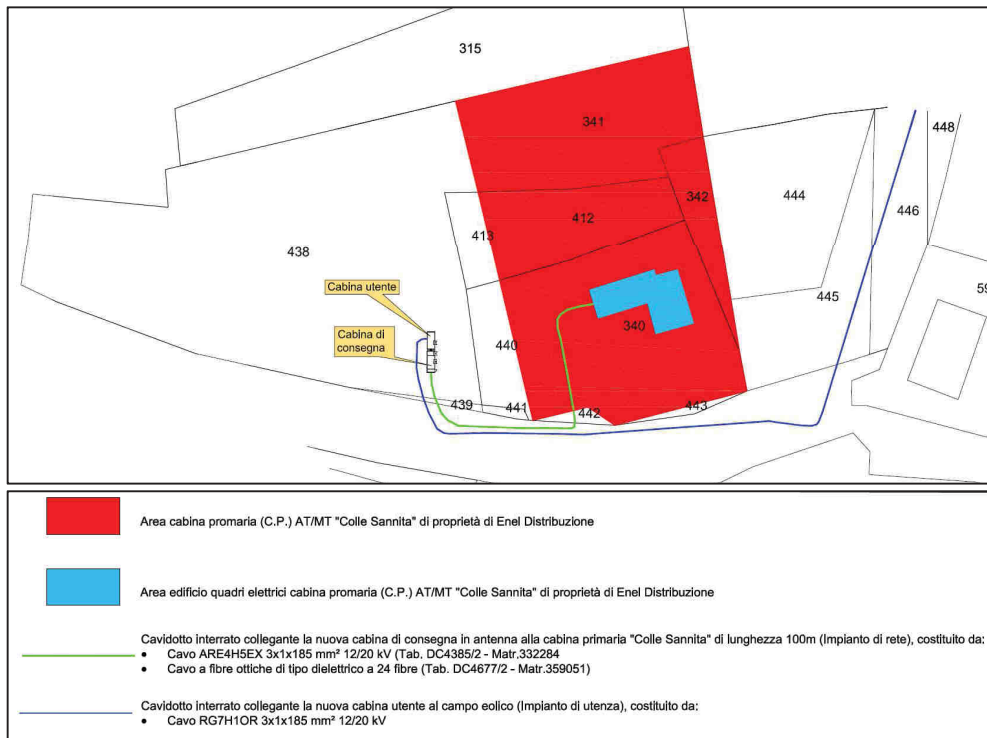 315
341
448
342
444
412
446
413
438
Cabina utente
445
59
340
Cabina di
consegna
440
439
441
442
443
Area cabina promaria (C.P.) AT/MT "Colle Sannita" di proprietà di Enel Distribuzione
Area edificio quadri elettrici cabina promaria (C.P.) AT/MT "Colle Sannita" di proprietà di Enel Distribuzione
Cavidotto interrato collegante la nuova cabina di consegna in antenna alla cabina primaria "Colle Sannita" di lunghezza 100m (Impianto di rete), costituito da:
• Cavo ARE4H5EX 3x1x185 mm² 12/20 kV (Tab. DC4385/2 - Matr.332284
• Cavo a fibre ottiche di tipo dielettrico a 24 fibre (Tab. DC4677/2 - Matr.359051)
Cavidotto interrato collegante la nuova cabina utente al campo eolico (Impianto di utenza), costituito da:
• Cavo RG7H1OR 3x1x185 mm² 12/20 kV